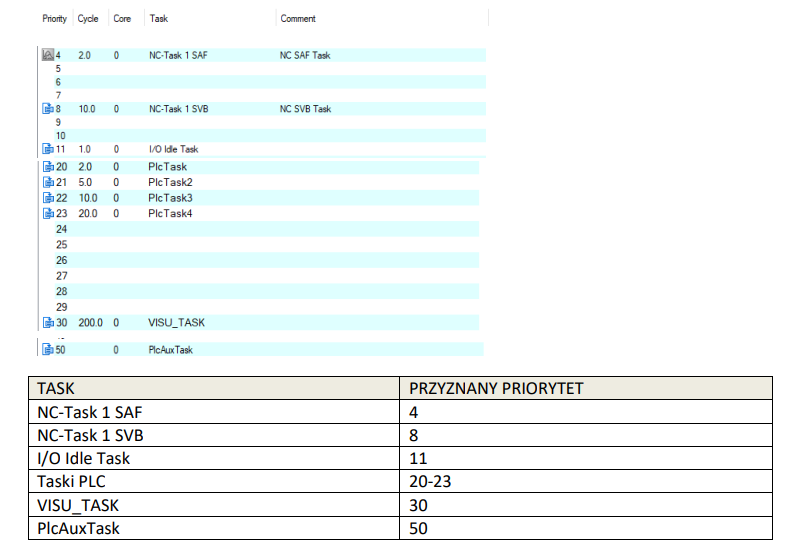 Priority Cycle Core Task Comment
4 2.0 0 NC-Task 1 SAF NC SAF Task
5
6
7
8 10.0 0 NC-Task 1 SVB NC SVB Task
9
10
11 1.0 0 I/O Idle Task
20 2.0 0 PlcTask
21 5.0 0 PlcTask2
22 10.0 0 PlcTask3
23 20.0 0 PlcTask4
24
25
26
27
28
29
30 200.0 0 VISU_TASK
50 0 PlcAuxTask
TASK PRZYZNANY PRIORYTET
NC-Task 1 SAF 4
NC-Task 1 SVB 8
I/O Idle Task 11
Taski PLC 20-23
VISU_TASK 30
PlcAuxTask 50